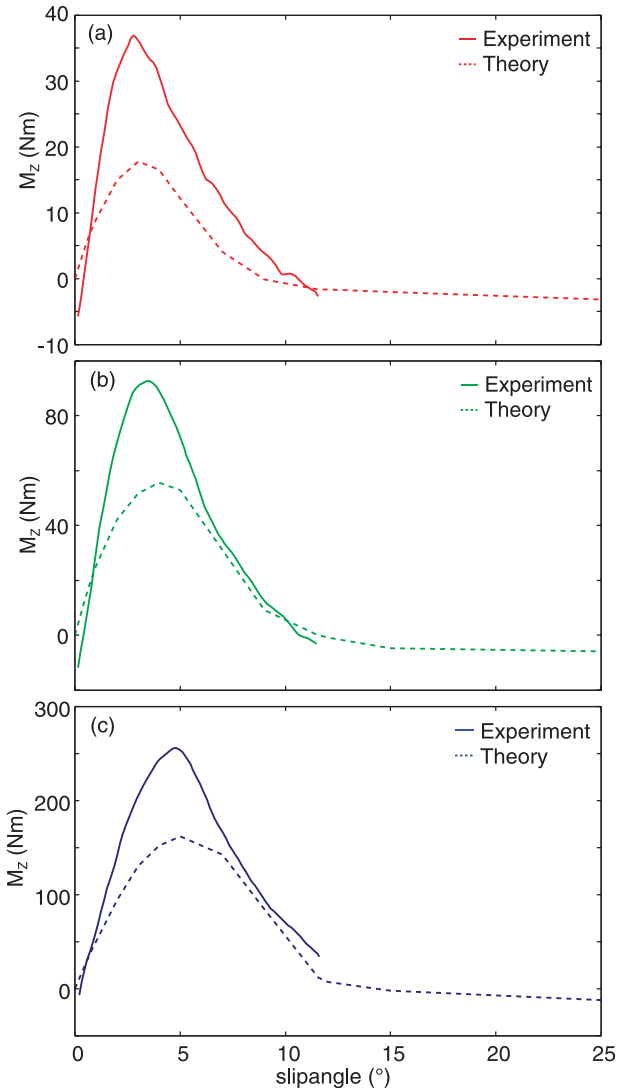 (a)
Experiment
Theory
M_Z (Nm)
40
30
20
10
0
-10
(b)
Experiment
Theory
M_Z (Nm)
80
40
0
(c)
Experiment
Theory
M_Z (Nm)
300
200
100
0
0 5 10 15 20 25
slipangle (°)